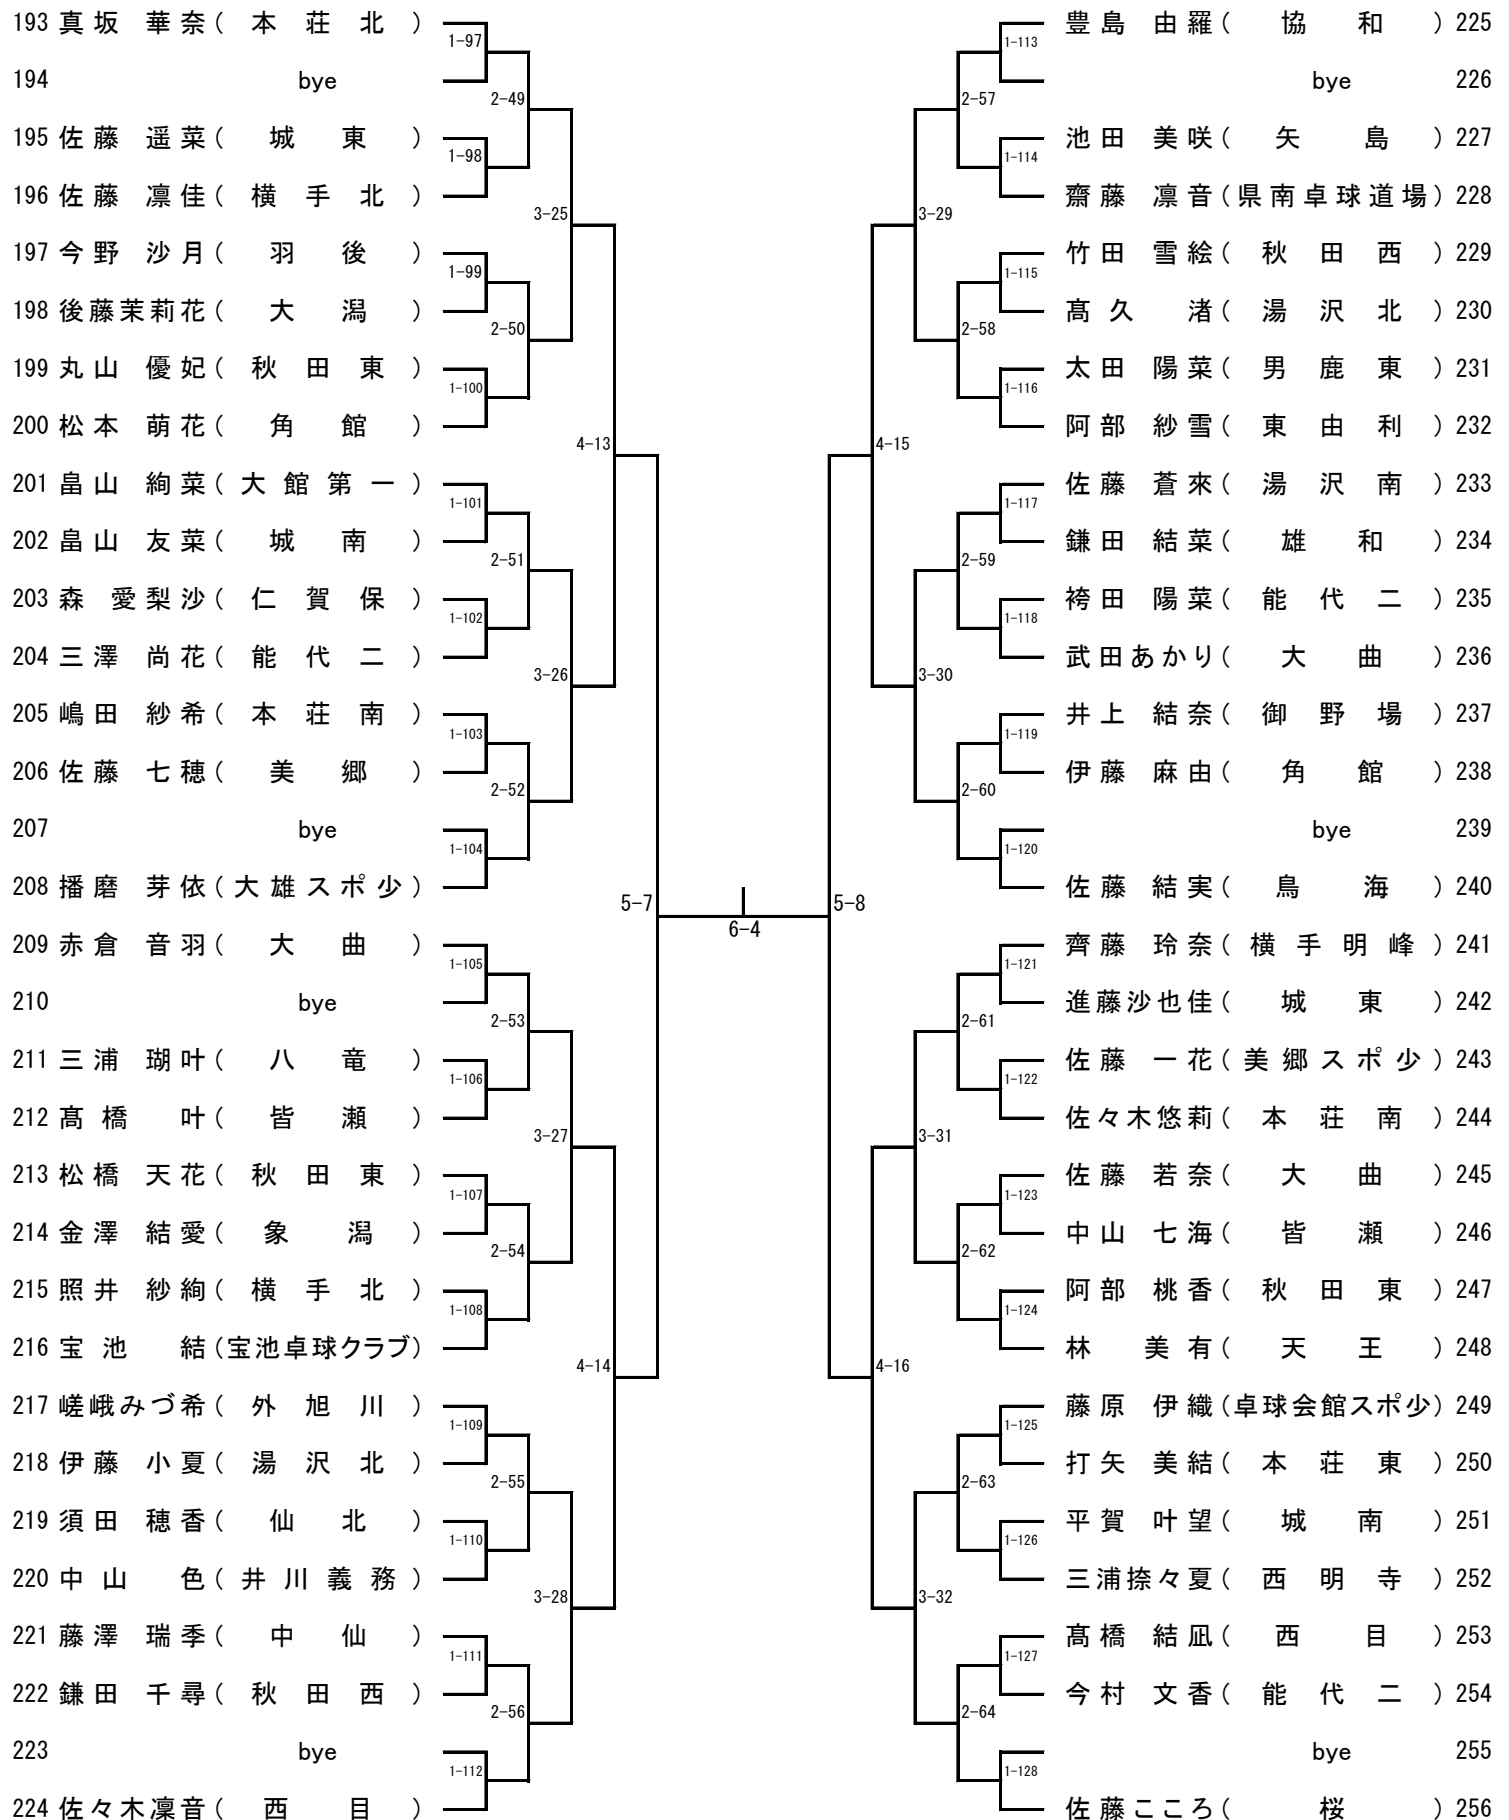 193 真坂 華奈 ( 本荘北 )
1-97
194 bye
2-49
195 佐藤 遥菜 ( 城東 )
1-98
196 佐藤 凛佳 ( 横手北 )
3-25
197 今野 沙月 ( 羽後 )
1-99
198 後藤茉莉花 ( 大潟 )
2-50
199 丸山 優妃 ( 秋田東 )
1-100
200 松本 萌花 ( 角館 )
4-13
201 畠山 絢菜 ( 大館第一 )
1-101
202 畠山 友菜 ( 城南 )
2-51
203 森 愛梨沙 ( 仁賀保 )
1-102
204 三澤 尚花 ( 能代二 )
3-26
205 嶋田 紗希 ( 本荘南 )
1-103
206 佐藤 七穂 ( 美郷 )
2-52
207 bye
1-104
208 播磨 芽依 ( 大雄スポ少 )
5-7
209 赤倉 音羽 ( 大曲 )
1-105
210 bye
2-53
211 三浦 瑚叶 ( 八竜 )
1-106
212 髙橋 叶 ( 皆瀬 )
3-27
213 松橋 天花 ( 秋田東 )
1-107
214 金澤 結愛 ( 象潟 )
2-54
215 照井 紗絢 ( 横手北 )
1-108
216 宝池 結 (宝池卓球クラブ)
4-14
217 嵯峨みづ希 ( 外旭川 )
1-109
218 伊藤 小夏 ( 湯沢北 )
2-55
219 須田 穂香 ( 仙北 )
1-110
220 中山 色 ( 井川義務 )
3-28
221 藤澤 瑞季 ( 中仙 )
1-111
222 鎌田 千尋 ( 秋田西 )
2-56
223 bye
1-112
224 佐々木凜音 ( 西目 )
6-4
豊島 由羅 ( 協和 ) 225
1-113
bye 226
2-57
池田 美咲 ( 矢島 ) 227
1-114
齋藤 凛音 (県南卓球道場) 228
3-29
竹田 雪絵 ( 秋田西 ) 229
1-115
髙久 渚 ( 湯沢北 ) 230
2-58
太田 陽菜 ( 男鹿東 ) 231
1-116
阿部 紗雪 ( 東由利 ) 232
4-15
佐藤 蒼來 ( 湯沢南 ) 233
1-117
鎌田 結菜 ( 雄和 ) 234
2-59
袴田 陽菜 ( 能代二 ) 235
1-118
武田あかり ( 大曲 ) 236
3-30
井上 結奈 ( 御野場 ) 237
1-119
伊藤 麻由 ( 角館 ) 238
2-60
bye 239
1-120
佐藤 結実 ( 鳥海 ) 240
5-8
齊藤 玲奈 ( 横手明峰 ) 241
1-121
進藤沙也佳 ( 城東 ) 242
2-61
佐藤 一花 ( 美郷スポ少 ) 243
1-122
佐々木悠莉 ( 本荘南 ) 244
3-31
佐藤 若奈 ( 大曲 ) 245
1-123
中山 七海 ( 皆瀬 ) 246
2-62
阿部 桃香 ( 秋田東 ) 247
1-124
林 美有 ( 天王 ) 248
4-16
藤原 伊織 (卓球会館スポ少) 249
1-125
打矢 美結 ( 本荘東 ) 250
2-63
平賀 叶望 ( 城南 ) 251
1-126
三浦捺々夏 ( 西明寺 ) 252
3-32
髙橋 結凪 ( 西目 ) 253
1-127
今村 文香 ( 能代二 ) 254
2-64
bye 255
1-128
佐藤こころ ( 桜 ) 256